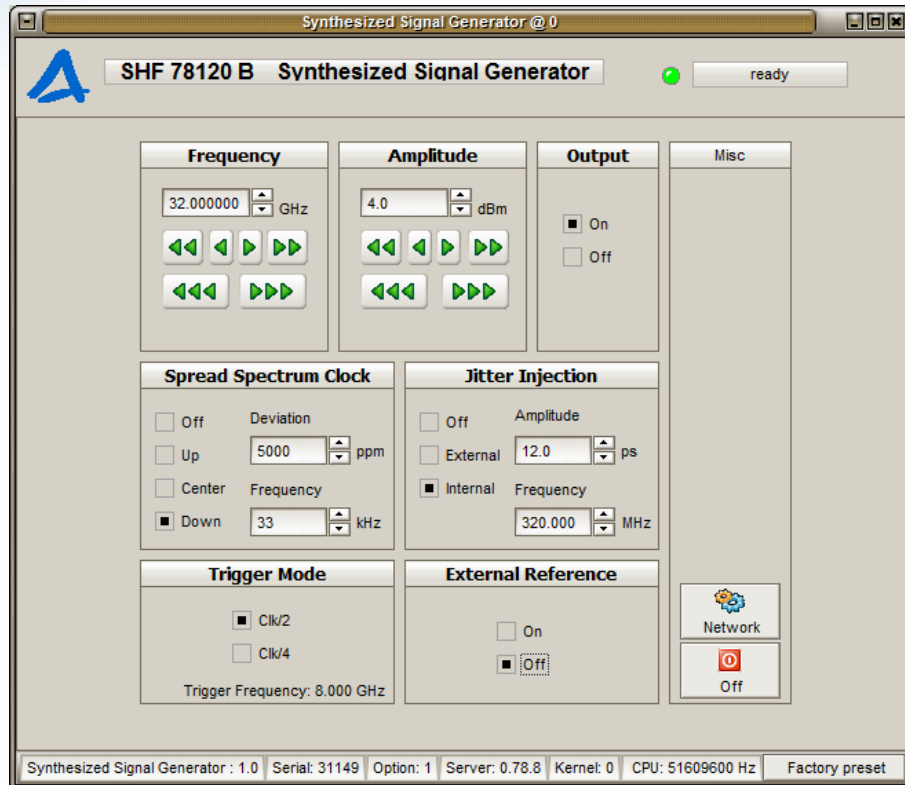 Synthesized Signal Generator @ 0
SHF 78120 B Synthesized Signal Generator
ready
Frequency
32.000000 GHz
Amplitude
4.0 dBm
Output
On
Off
Misc
Spread Spectrum Clock
Off
Up
Center
Down
Deviation
5000 ppm
Frequency
33 kHz
Jitter Injection
Off
External
Internal
Amplitude
12.0 ps
Frequency
320.000 MHz
Trigger Mode
Clk/2
Clk/4
Trigger Frequency: 8.000 GHz
External Reference
On
Off
Network
Off
Synthesized Signal Generator : 1.0 Serial: 31149 Option: 1 Server: 0.78.8 Kernel: 0 CPU: 51609600 Hz Factory preset